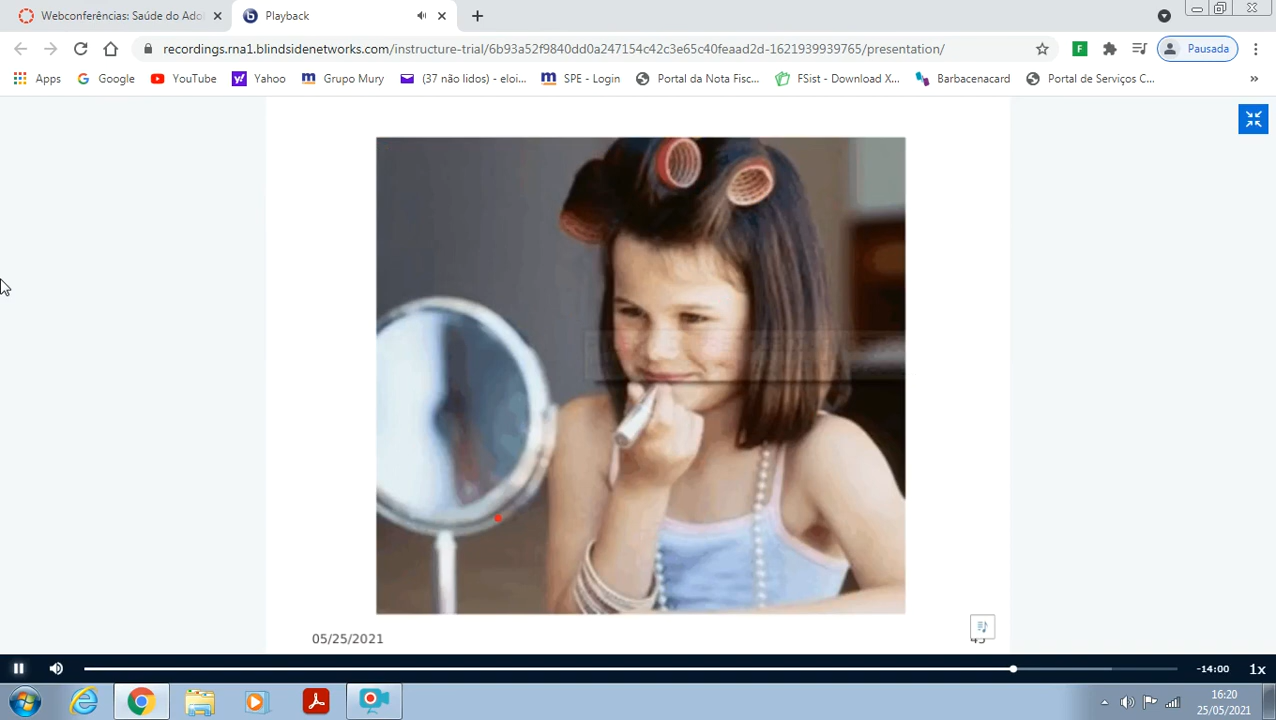 Webconferências: Saúde do Ado
Playback
recordings.rna1.blindsidenetworks.com/instructure-trial/6b93a52f9840dd0a247154c42c3e65c40feaad2d-1621939939765/presentation/
Pausada
Apps
Google
YouTube
Yahoo
Grupo Mury
(37 não lidos) - eloi...
SPE - Login
Portal da Nota Fisc...
FSist - Download X...
Barbacenacard
Portal de Serviços C...
»
05/25/2021
-14:00
1x
16:20
25/05/2021